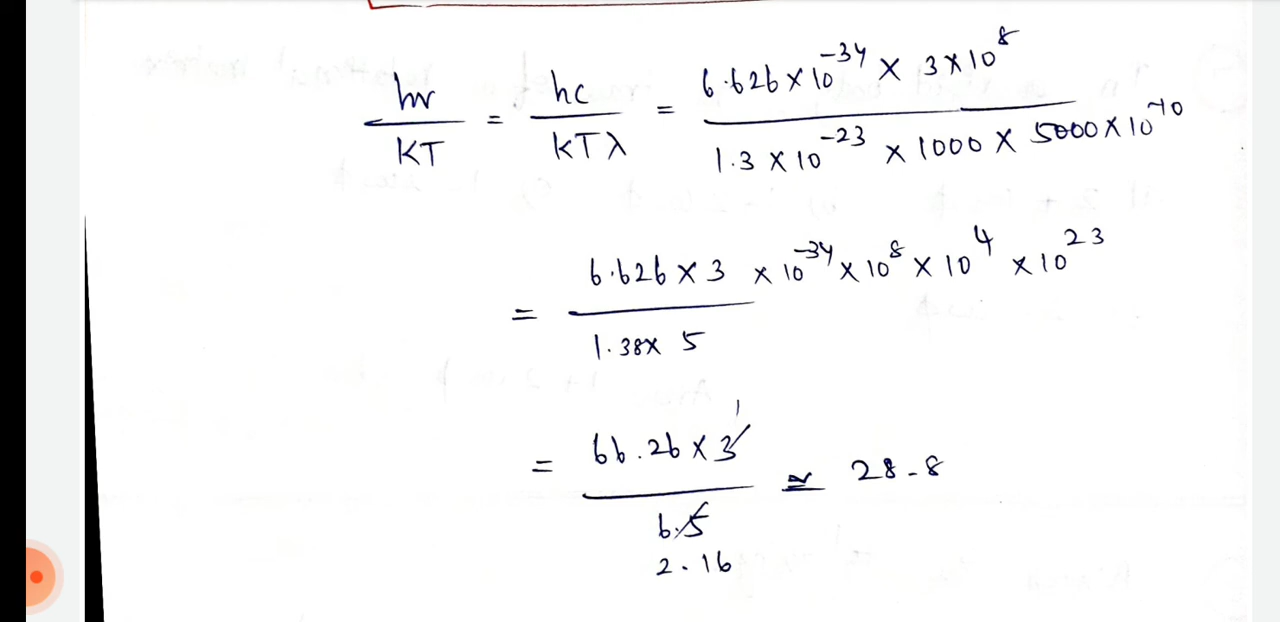 hν/KT = hc/KTλ = 6.626 × 10^-34 × 3 × 10^8 / 1.3 × 10^-23 × 1000 × 5000 × 10^-10
= 6.626 × 3 / 1.38 × 5 × 10^-34 × 10^8 × 10^4 × 10^23
= 66.26 × 3 / 6.5 ≃ 28.8
1
2.16